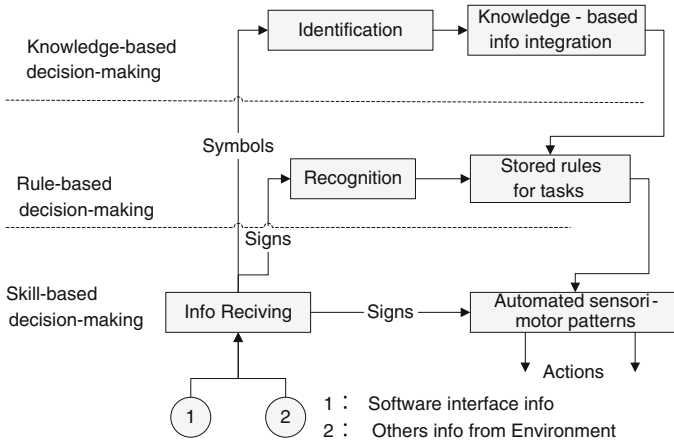 Knowledge-based
decision-making
Identification
Knowledge - based
info integration
Symbols
Rule-based
decision-making
Recognition
Stored rules
for tasks
Signs
Skill-based
decision-making
Info Reciving
Signs
Automated sensori-
motor patterns
Actions
1
2
1： Software interface info
2： Others info from Environment